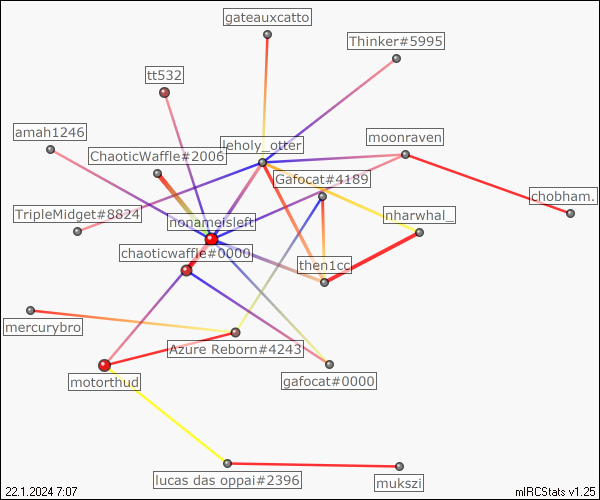 gateauxcatto
Thinker#5995
tt532
amah1246
moonraven
leholy_otter
ChaoticWaffle#2006
Gafocat#4189
chobham.
TripleMidget#8824
nharwhal_
nonameisleft
chaoticwaffle#0000
then1cc
mercurybro
Azure Reborn#4243
motorthud
gafocat#0000
lucas das oppai#2396
mukszi
22.1.2024 7:07
mIRCStats v1.25